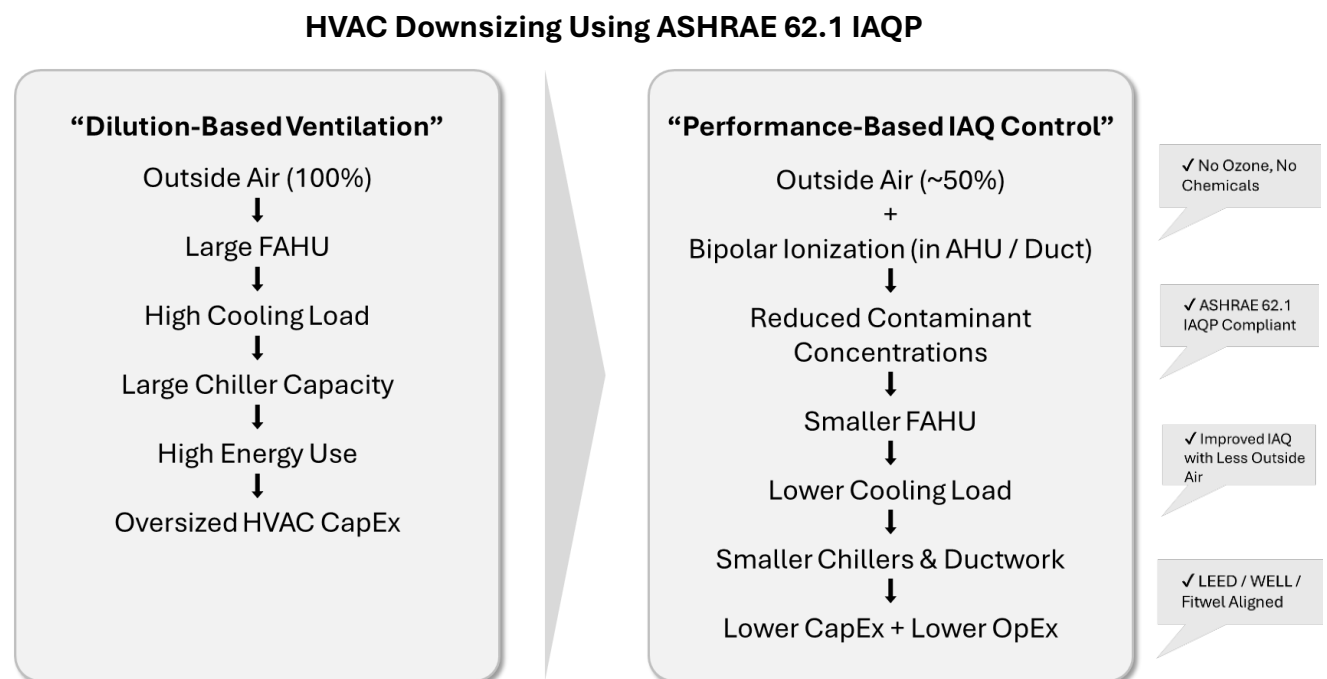 HVAC Downsizing Using ASHRAE 62.1 IAQP
“Dilution-Based Ventilation”
Outside Air (100%)
Large FAHU
High Cooling Load
Large Chiller Capacity
High Energy Use
Oversized HVAC CapEx
“Performance-Based IAQ Control”
Outside Air (~50%)
+
Bipolar Ionization (in AHU / Duct)
Reduced Contaminant
Concentrations
Smaller FAHU
Lower Cooling Load
Smaller Chillers & Ductwork
Lower CapEx + Lower OpEx
✓ No Ozone, No
Chemicals
✓ ASHRAE 62.1
IAQP Compliant
✓ Improved IAQ
with Less Outside
Air
✓ LEED / WELL /
Fitwel Aligned